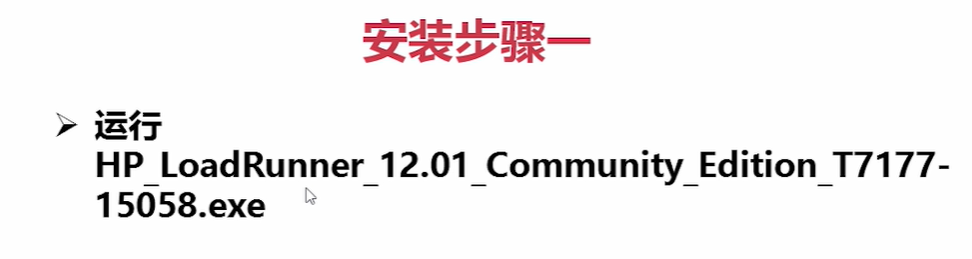 安装步骤一
运行
HP_LoadRunner_12.01_Community_Edition_T7177-
15058.exe